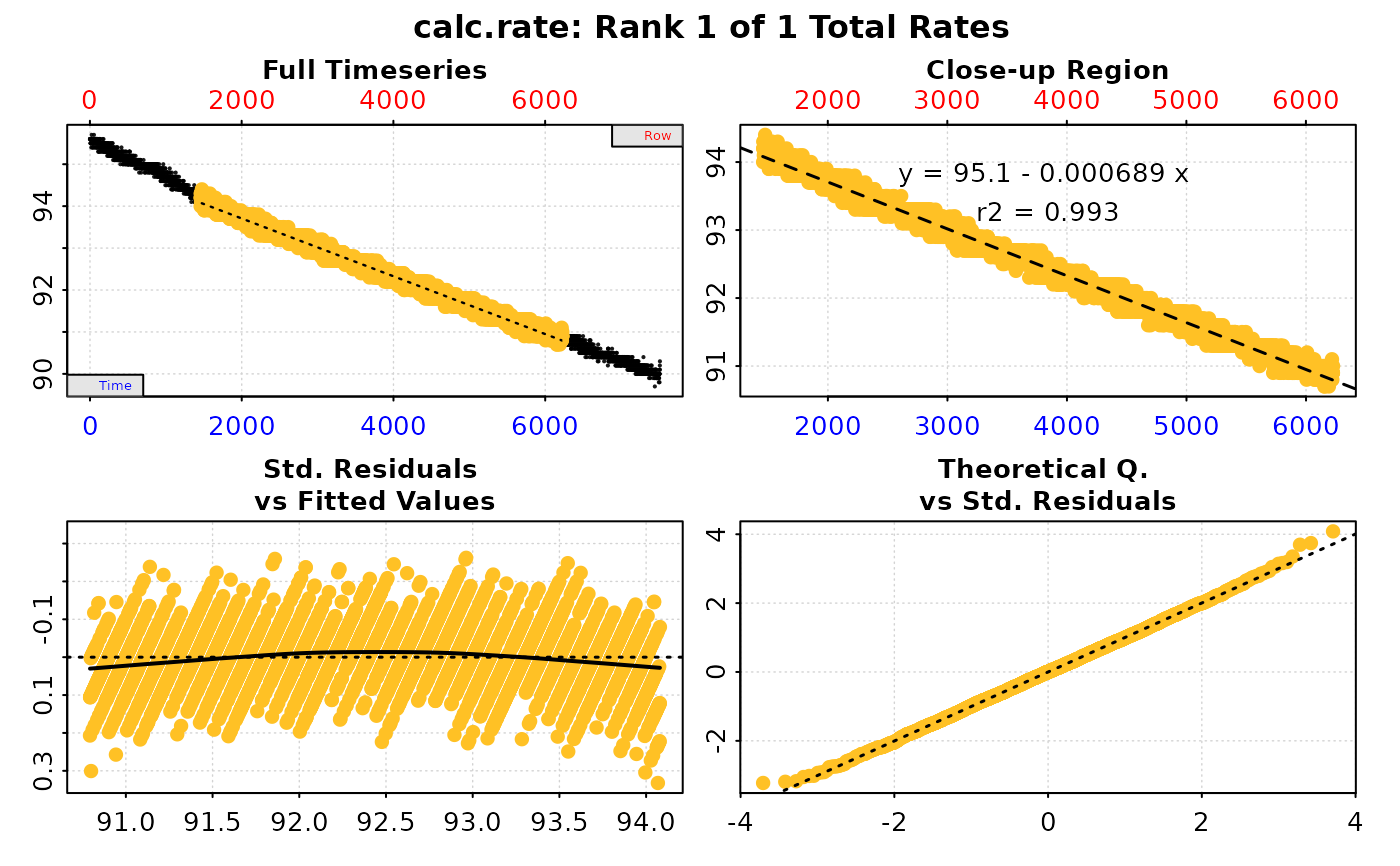 calc.rate: Rank 1 of 1 Total Rates
Full Timeseries
0 2000 4000 6000
Row
94
92
90
Time
0 2000 4000 6000
Close-up Region
2000 3000 4000 5000 6000
y = 95.1 - 0.000689 x
r2 = 0.993
94
93
92
91
2000 3000 4000 5000 6000
Std. Residuals
vs Fitted Values
-0.1
0.1
0.3
91.0 91.5 92.0 92.5 93.0 93.5 94.0
Theoretical Q.
vs Std. Residuals
4
2
0
-2
-4 -2 0 2 4